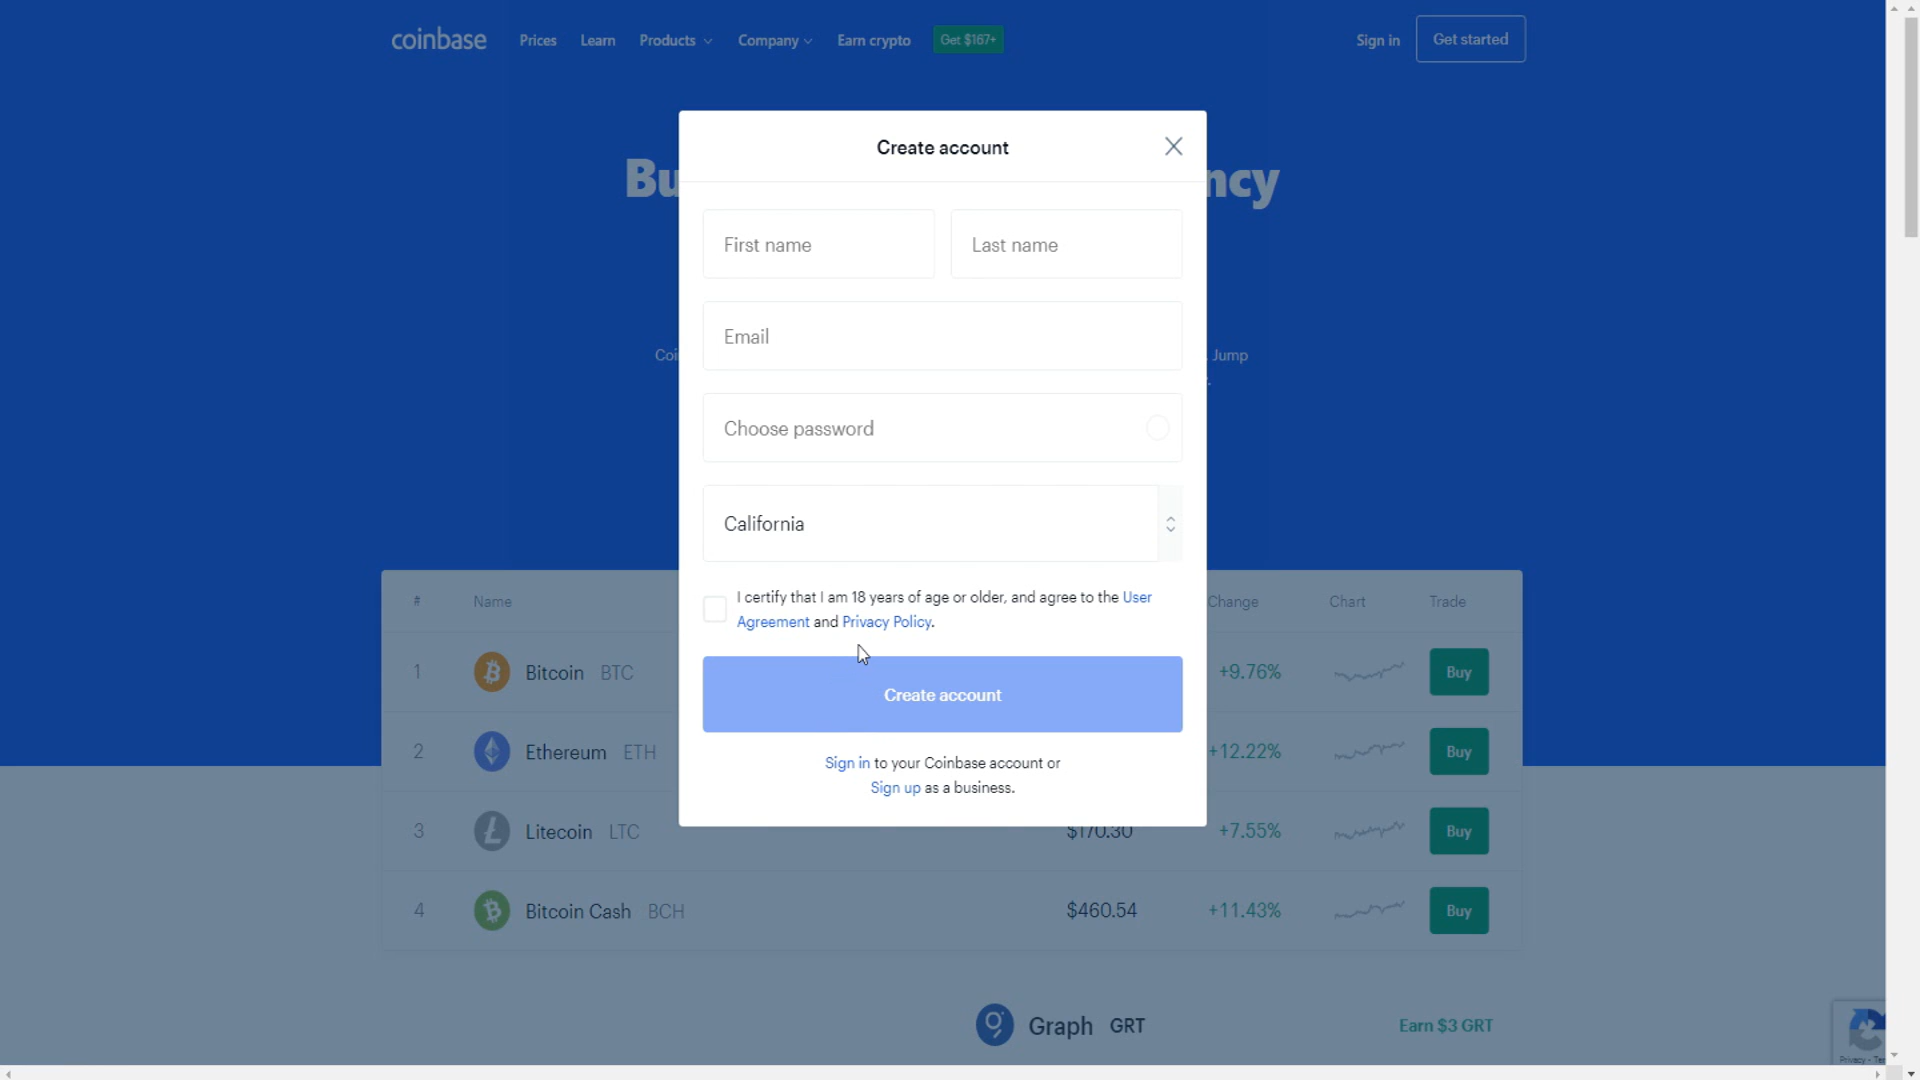 coinbase Prices Learn Products Company Earn crypto Get $167+ Sign in Get started
Create account
First name Last name
Email
Jump
Choose password
California
I certify that I am 18 years of age or older, and agree to the User
Agreement and Privacy Policy.
# Name Change Chart Trade
1 Bitcoin BTC +9.76% Buy
Create account
2 Ethereum ETH +12.22% Buy
Sign in to your Coinbase account or
Sign up as a business.
3 Litecoin LTC $170.30 +7.55% Buy
4 Bitcoin Cash BCH $460.54 +11.43% Buy
Graph GRT Earn $3 GRT